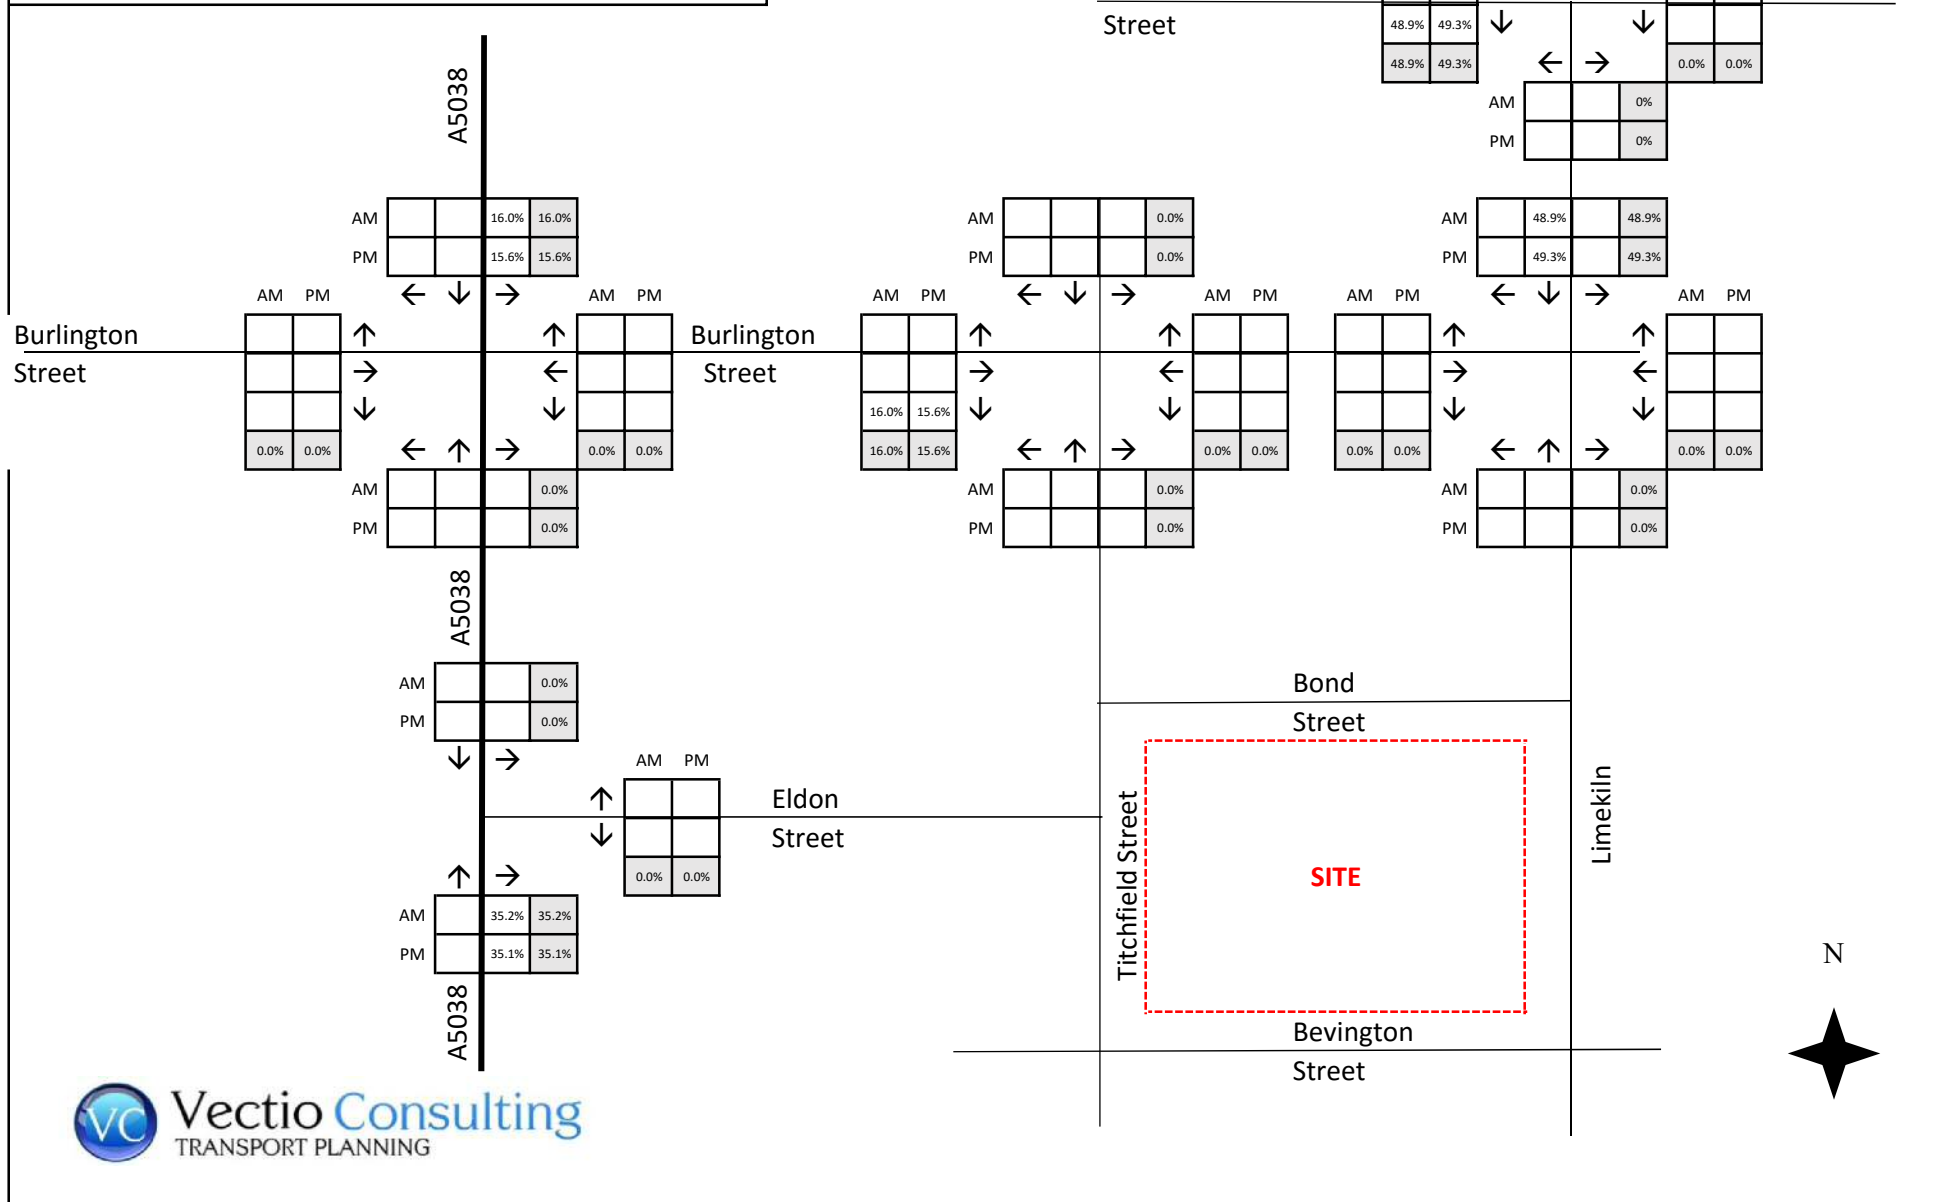 Street
48.9% 49.3%
48.9% 49.3%
0.0% 0.0%
A5038
AM 0%
PM 0%
AM 16.0% 16.0%
PM 15.6% 15.6%
AM 0.0%
PM 0.0%
AM 48.9% 48.9%
PM 49.3% 49.3%
AM PM
AM PM
AM PM
AM PM
AM PM
AM PM
Burlington
Street
Burlington
Street
16.0% 15.6%
0.0% 0.0%
0.0% 0.0%
16.0% 15.6%
0.0% 0.0%
0.0% 0.0%
0.0% 0.0%
AM 0.0%
PM 0.0%
AM 0.0%
PM 0.0%
AM 0.0%
PM 0.0%
A5038
AM 0.0%
PM 0.0%
Bond
Street
AM PM
Eldon
Street
0.0% 0.0%
Titchfield Street
SITE
Limekiln
AM 35.2% 35.2%
PM 35.1% 35.1%
A5038
N
Bevington
Street
VC
Vectio Consulting
TRANSPORT PLANNING